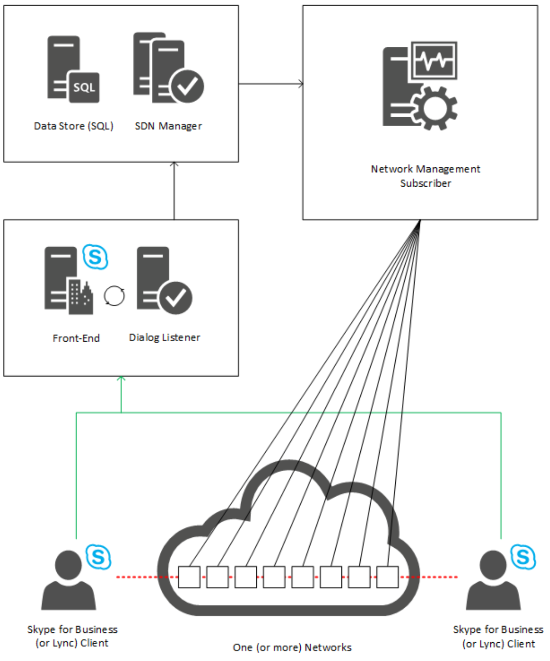 SQL
Data Store (SQL)
SDN Manager
Network Management
Subscriber
S
Front-End
Dialog Listener
S
S
Skype for Business
(or Lync) Client
One (or more) Networks
Skype for Business
(or Lync) Client